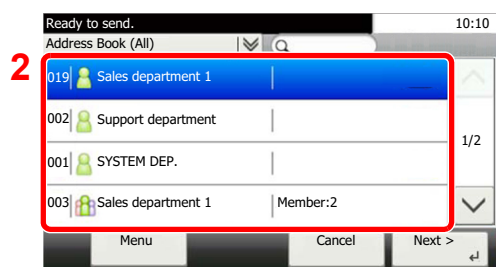 Ready to send. 10:10
Address Book (All)
2
019 Sales department 1
002 Support department
1/2
001 SYSTEM DEP.
003 Sales department 1 Member:2
Menu Cancel Next >